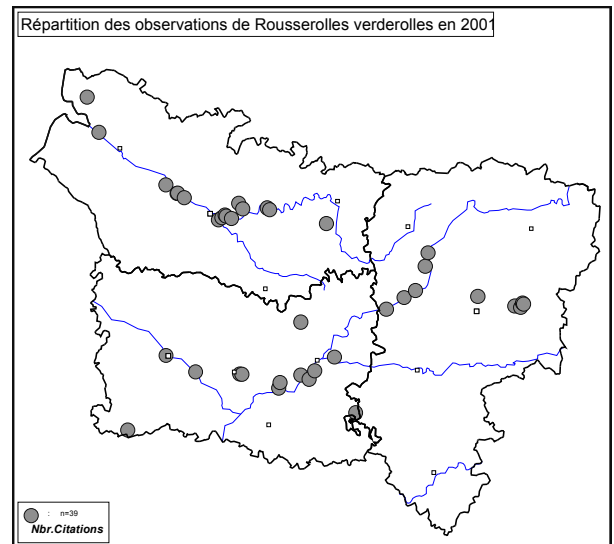 Répartition des observations de Rousserolles verderolles en 2001
: n=39
Nbr.Citations